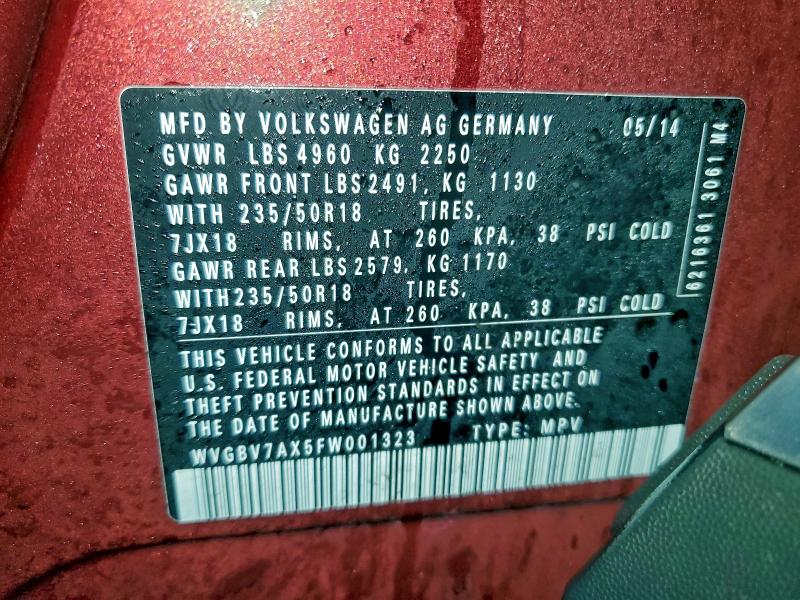 MFD BY VOLKSWAGEN AG GERMANY 05/14
GVWR LBS 4960 KG 2250
GAWR FRONT LBS 2491, KG 1130
WITH 235/50R18 TIRES,
7JX18 RIMS, AT 260 KPA, 38 PSI COLD
GAWR REAR LBS 2579, KG 1170
WITH 235/50R18 TIRES,
7JX18 RIMS, AT 260 KPA, 38 PSI COLD
THIS VEHICLE CONFORMS TO ALL APPLICABLE
U.S. FEDERAL MOTOR VEHICLE SAFETY AND
THEFT PREVENTION STANDARDS IN EFFECT ON
THE DATE OF MANUFACTURE SHOWN ABOVE.
WVGBV7AX5FW001323 TYPE: MPV
6216361 3061 M4